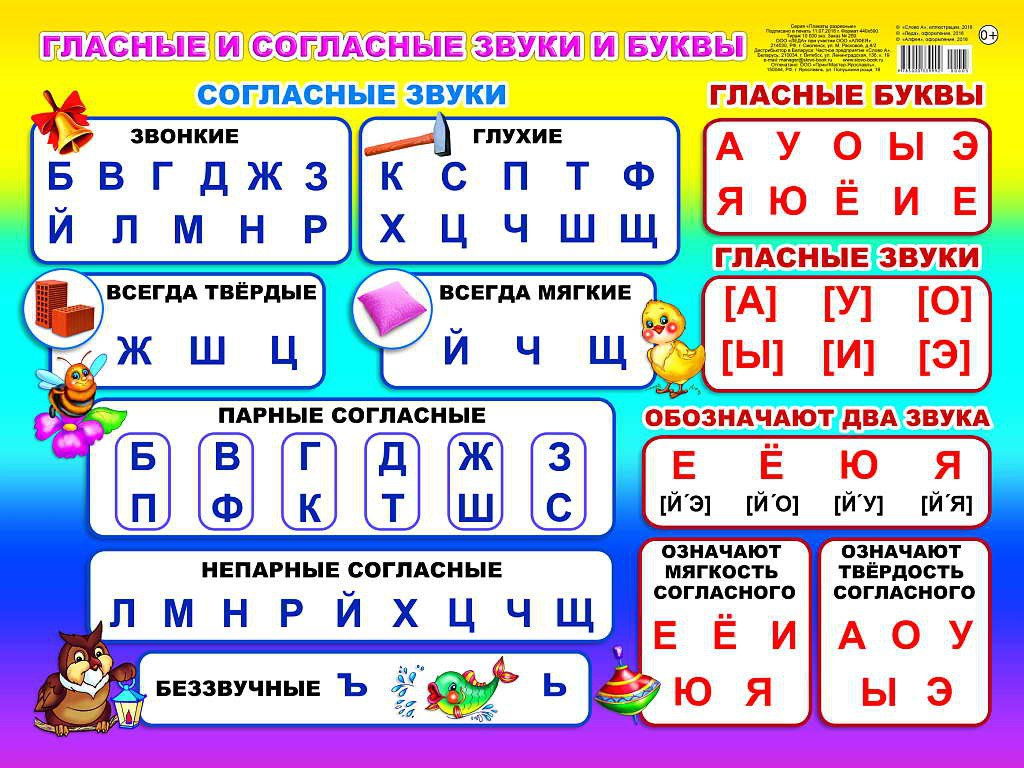 ГЛАСНЫЕ И СОГЛАСНЫЕ ЗВУКИ И БУКВЫ
0+
СОГЛАСНЫЕ ЗВУКИ
ЗВОНКИЕ
Б В Г Д Ж З
Й Л М Н Р
ГЛУХИЕ
К С П Т Ф
Х Ц Ч Ш Щ
ВСЕГДА ТВЁРДЫЕ
Ж Ш Ц
ВСЕГДА МЯГКИЕ
Й Ч Щ
ПАРНЫЕ СОГЛАСНЫЕ
Б В Г Д Ж З
П Ф К Т Ш С
НЕПАРНЫЕ СОГЛАСНЫЕ
Л М Н Р Й Х Ц Ч Щ
БЕЗЗВУЧНЫЕ Ъ Ь
ГЛАСНЫЕ БУКВЫ
А У О Ы Э
Я Ю Ё И Е
ГЛАСНЫЕ ЗВУКИ
[А] [У] [О]
[Ы] [И] [Э]
ОБОЗНАЧАЮТ ДВА ЗВУКА
Е Ё Ю Я
[Й´Э] [Й´О] [Й´У] [Й´Я]
ОЗНАЧАЮТ
МЯГКОСТЬ
СОГЛАСНОГО
Е Ё И
Ю Я
ОЗНАЧАЮТ
ТВЁРДОСТЬ
СОГЛАСНОГО
А О У
Ы Э